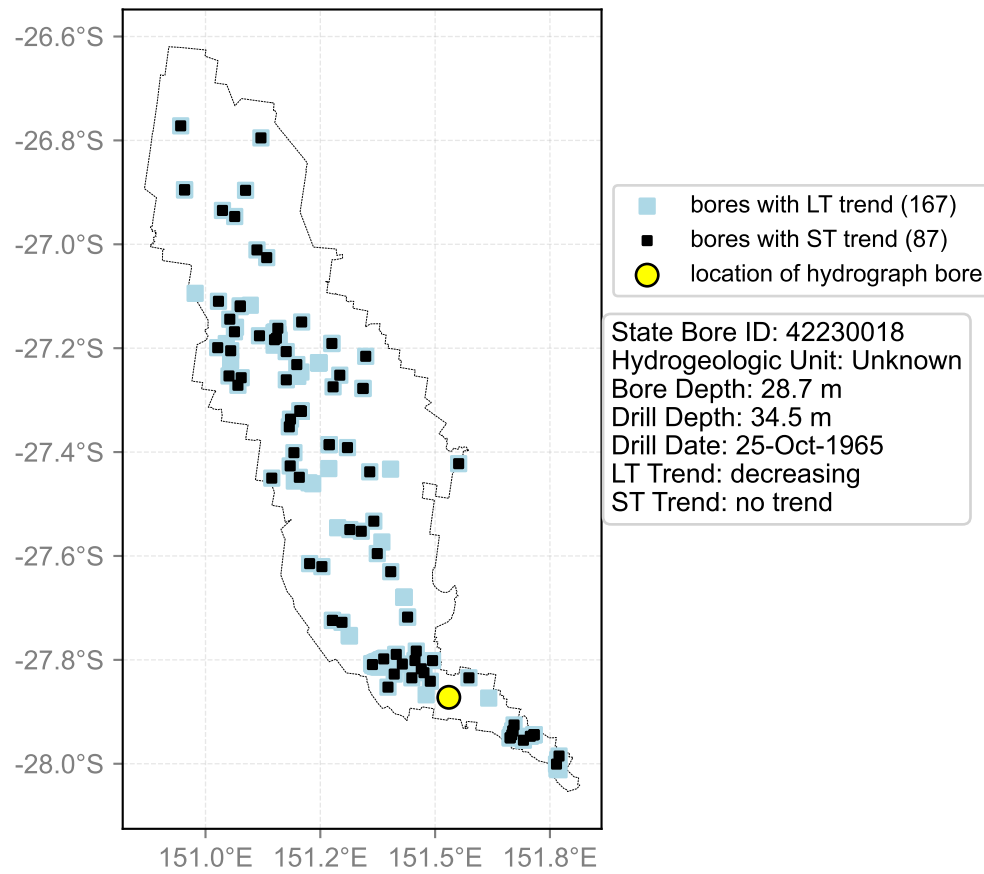 -26.6°S
-26.8°S
-27.0°S
-27.2°S
-27.4°S
-27.6°S
-27.8°S
-28.0°S
151.0°E 151.2°E 151.5°E 151.8°E
bores with LT trend (167)
bores with ST trend (87)
location of hydrograph bore
State Bore ID: 42230018
Hydrogeologic Unit: Unknown
Bore Depth: 28.7 m
Drill Depth: 34.5 m
Drill Date: 25-Oct-1965
LT Trend: decreasing
ST Trend: no trend